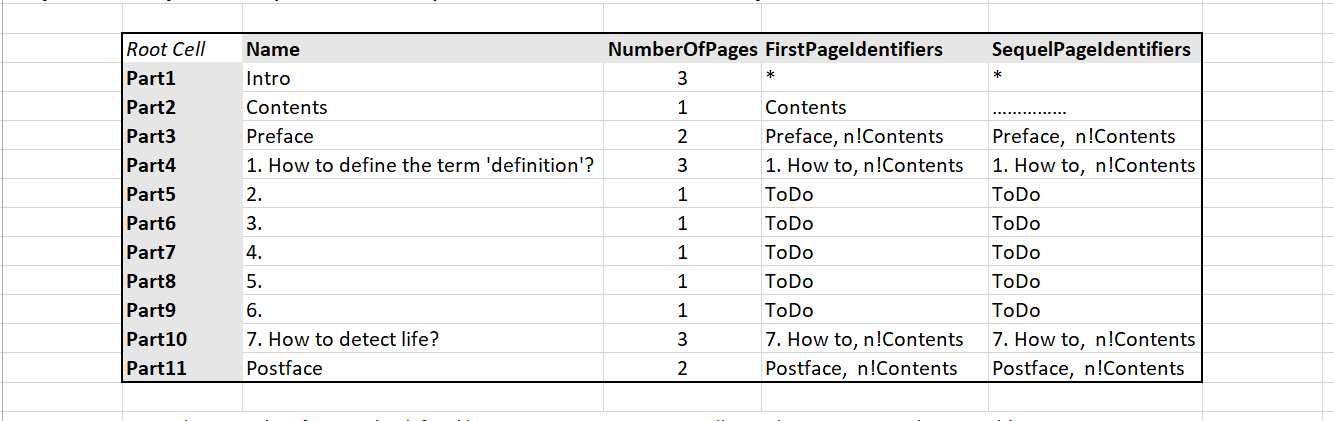 Root Cell Name NumberOfPages FirstPageIdentifiers SequelPageIdentifiers
Part1 Intro 3 * *
Part2 Contents 1 Contents ...............
Part3 Preface 2 Preface, n!Contents Preface,  n!Contents
Part4 1. How to define the term 'definition'? 3 1. How to, n!Contents 1. How to,  n!Contents
Part5 2. 1 ToDo ToDo
Part6 3. 1 ToDo ToDo
Part7 4. 1 ToDo ToDo
Part8 5. 1 ToDo ToDo
Part9 6. 1 ToDo ToDo
Part10 7. How to detect life? 3 7. How to, n!Contents 7. How to,  n!Contents
Part11 Postface 2 Postface,  n!Contents Postface,  n!Contents